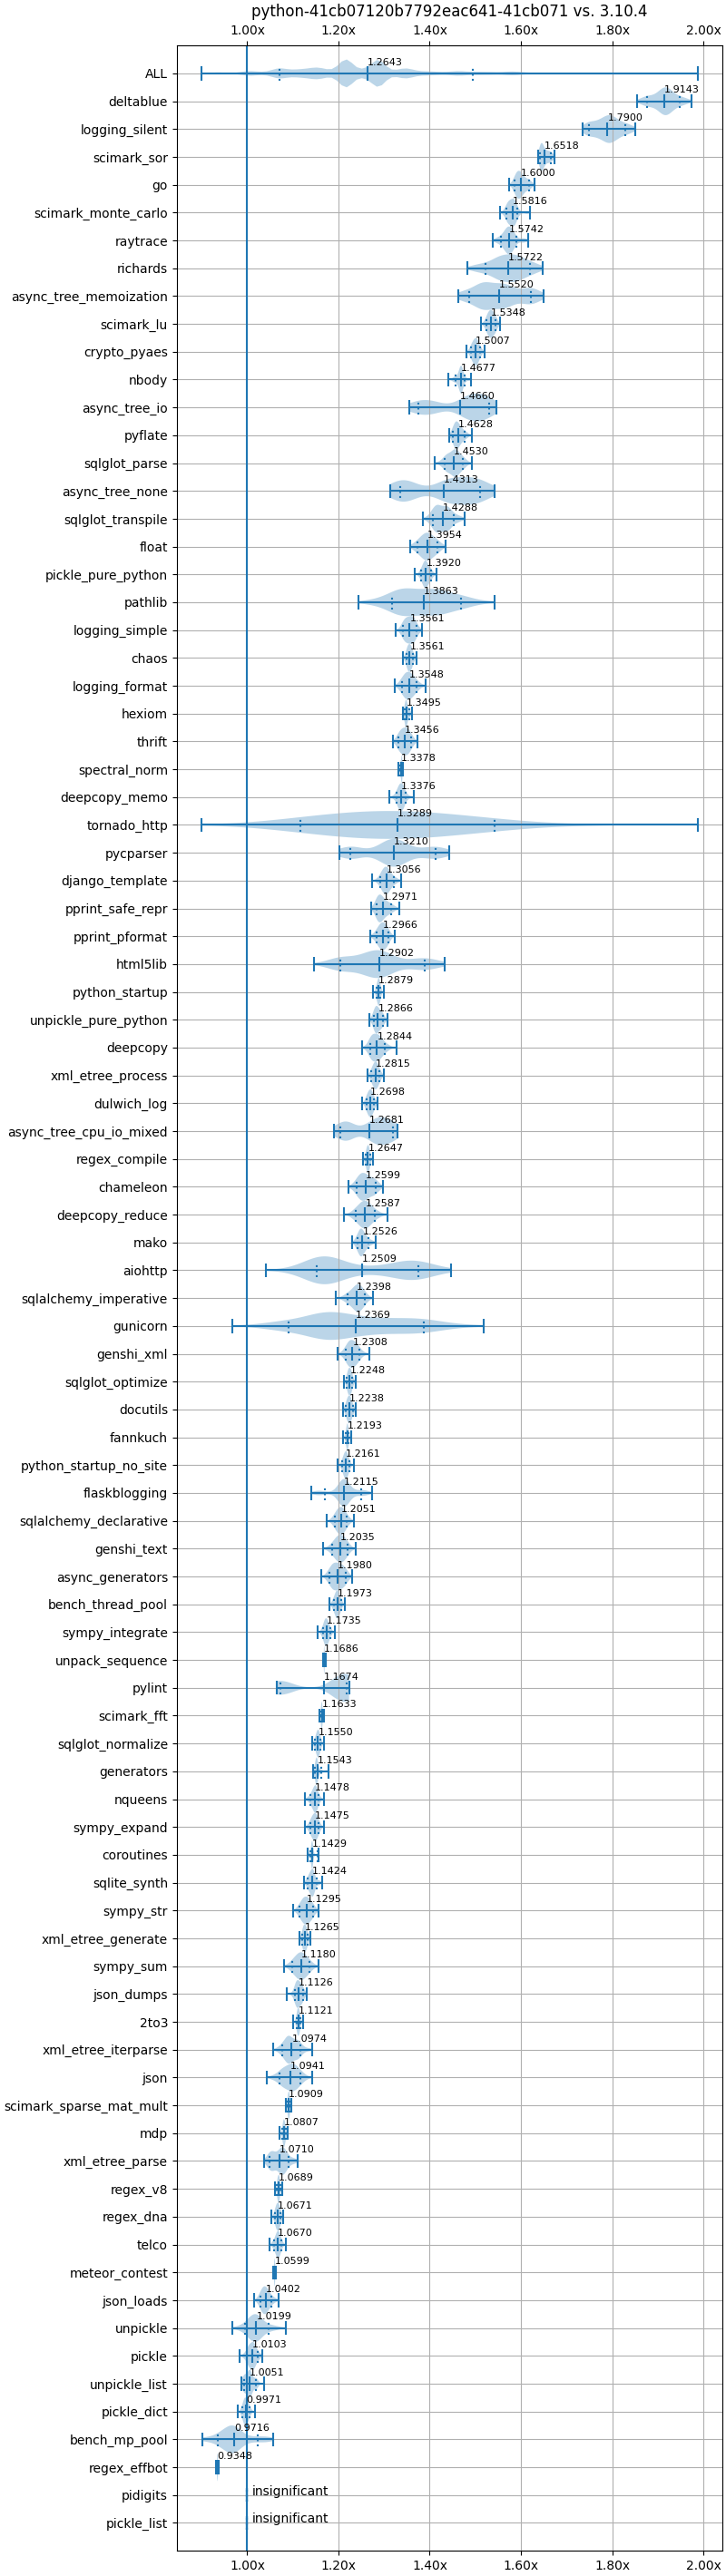 python-41cb07120b7792eac641-41cb071 vs. 3.10.4
1.00x 1.20x 1.40x 1.60x 1.80x 2.00x
ALL 1.2643
deltablue 1.9143
logging_silent 1.7900
scimark_sor 1.6518
go 1.6000
scimark_monte_carlo 1.5816
raytrace 1.5742
richards 1.5722
async_tree_memoization 1.5520
scimark_lu 1.5348
crypto_pyaes 1.5007
nbody 1.4677
async_tree_io 1.4660
pyflate 1.4628
sqlglot_parse 1.4530
async_tree_none 1.4313
sqlglot_transpile 1.4288
float 1.3954
pickle_pure_python 1.3920
pathlib 1.3863
logging_simple 1.3561
chaos 1.3561
logging_format 1.3548
hexiom 1.3495
thrift 1.3456
spectral_norm 1.3378
deepcopy_memo 1.3376
tornado_http 1.3289
pycparser 1.3210
django_template 1.3056
pprint_safe_repr 1.2971
pprint_pformat 1.2966
html5lib 1.2902
python_startup 1.2879
unpickle_pure_python 1.2866
deepcopy 1.2844
xml_etree_process 1.2815
dulwich_log 1.2698
async_tree_cpu_io_mixed 1.2681
regex_compile 1.2647
chameleon 1.2599
deepcopy_reduce 1.2587
mako 1.2526
aiohttp 1.2509
sqlalchemy_imperative 1.2398
gunicorn 1.2369
genshi_xml 1.2308
sqlglot_optimize 1.2248
docutils 1.2238
fannkuch 1.2193
python_startup_no_site 1.2161
flaskblogging 1.2115
sqlalchemy_declarative 1.2051
genshi_text 1.2035
async_generators 1.1980
bench_thread_pool 1.1973
sympy_integrate 1.1735
unpack_sequence 1.1686
pylint 1.1674
scimark_fft 1.1633
sqlglot_normalize 1.1550
generators 1.1543
nqueens 1.1478
sympy_expand 1.1475
coroutines 1.1429
sqlite_synth 1.1424
sympy_str 1.1295
xml_etree_generate 1.1265
sympy_sum 1.1180
json_dumps 1.1126
2to3 1.1121
xml_etree_iterparse 1.0974
json 1.0941
scimark_sparse_mat_mult 1.0909
mdp 1.0807
xml_etree_parse 1.0710
regex_v8 1.0689
regex_dna 1.0671
telco 1.0670
meteor_contest 1.0599
json_loads 1.0402
unpickle 1.0199
pickle 1.0103
unpickle_list 1.0051
pickle_dict 0.9971
bench_mp_pool 0.9716
regex_effbot 0.9348
pidigits insignificant
pickle_list insignificant
1.00x 1.20x 1.40x 1.60x 1.80x 2.00x